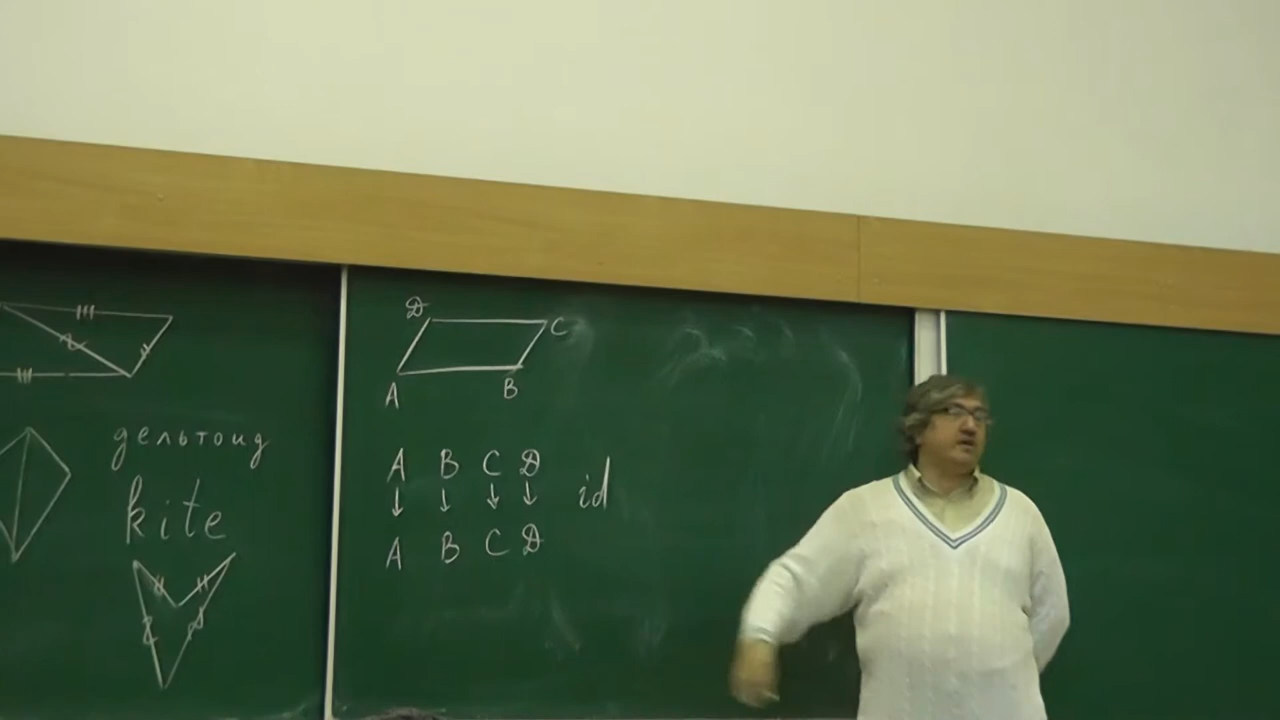 дельтоид
kite
D C
A B
A B C D
↓ ↓ ↓ ↓ id
A B C D